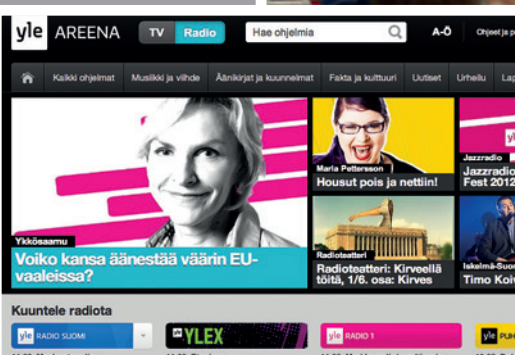 yle AREENA TV Radio Hae ohjelmia A-Ö Ohjeet ja p
Kaikki ohjelmat Musiikki ja viihde Äänikirjat ja kuunnelmat Fakta ja kulttuuri Uutiset Urheilu Lap
Ykkösaamu
Voiko kansa äänestää väärin EU-
vaaleissa?
Maria Pettersson
Housut pois ja nettiin!
Radioteatteri
Radioteatteri: Kirveellä
töitä, 1/6. osa: Kirves
Jazzradio
Jazzradio
Fest 2012
Iskelmä-Suo
Timo Koiv
Kuuntele radiota
yle RADIO SUOMI
yle YLEX
yle RADIO 1
yle PUH